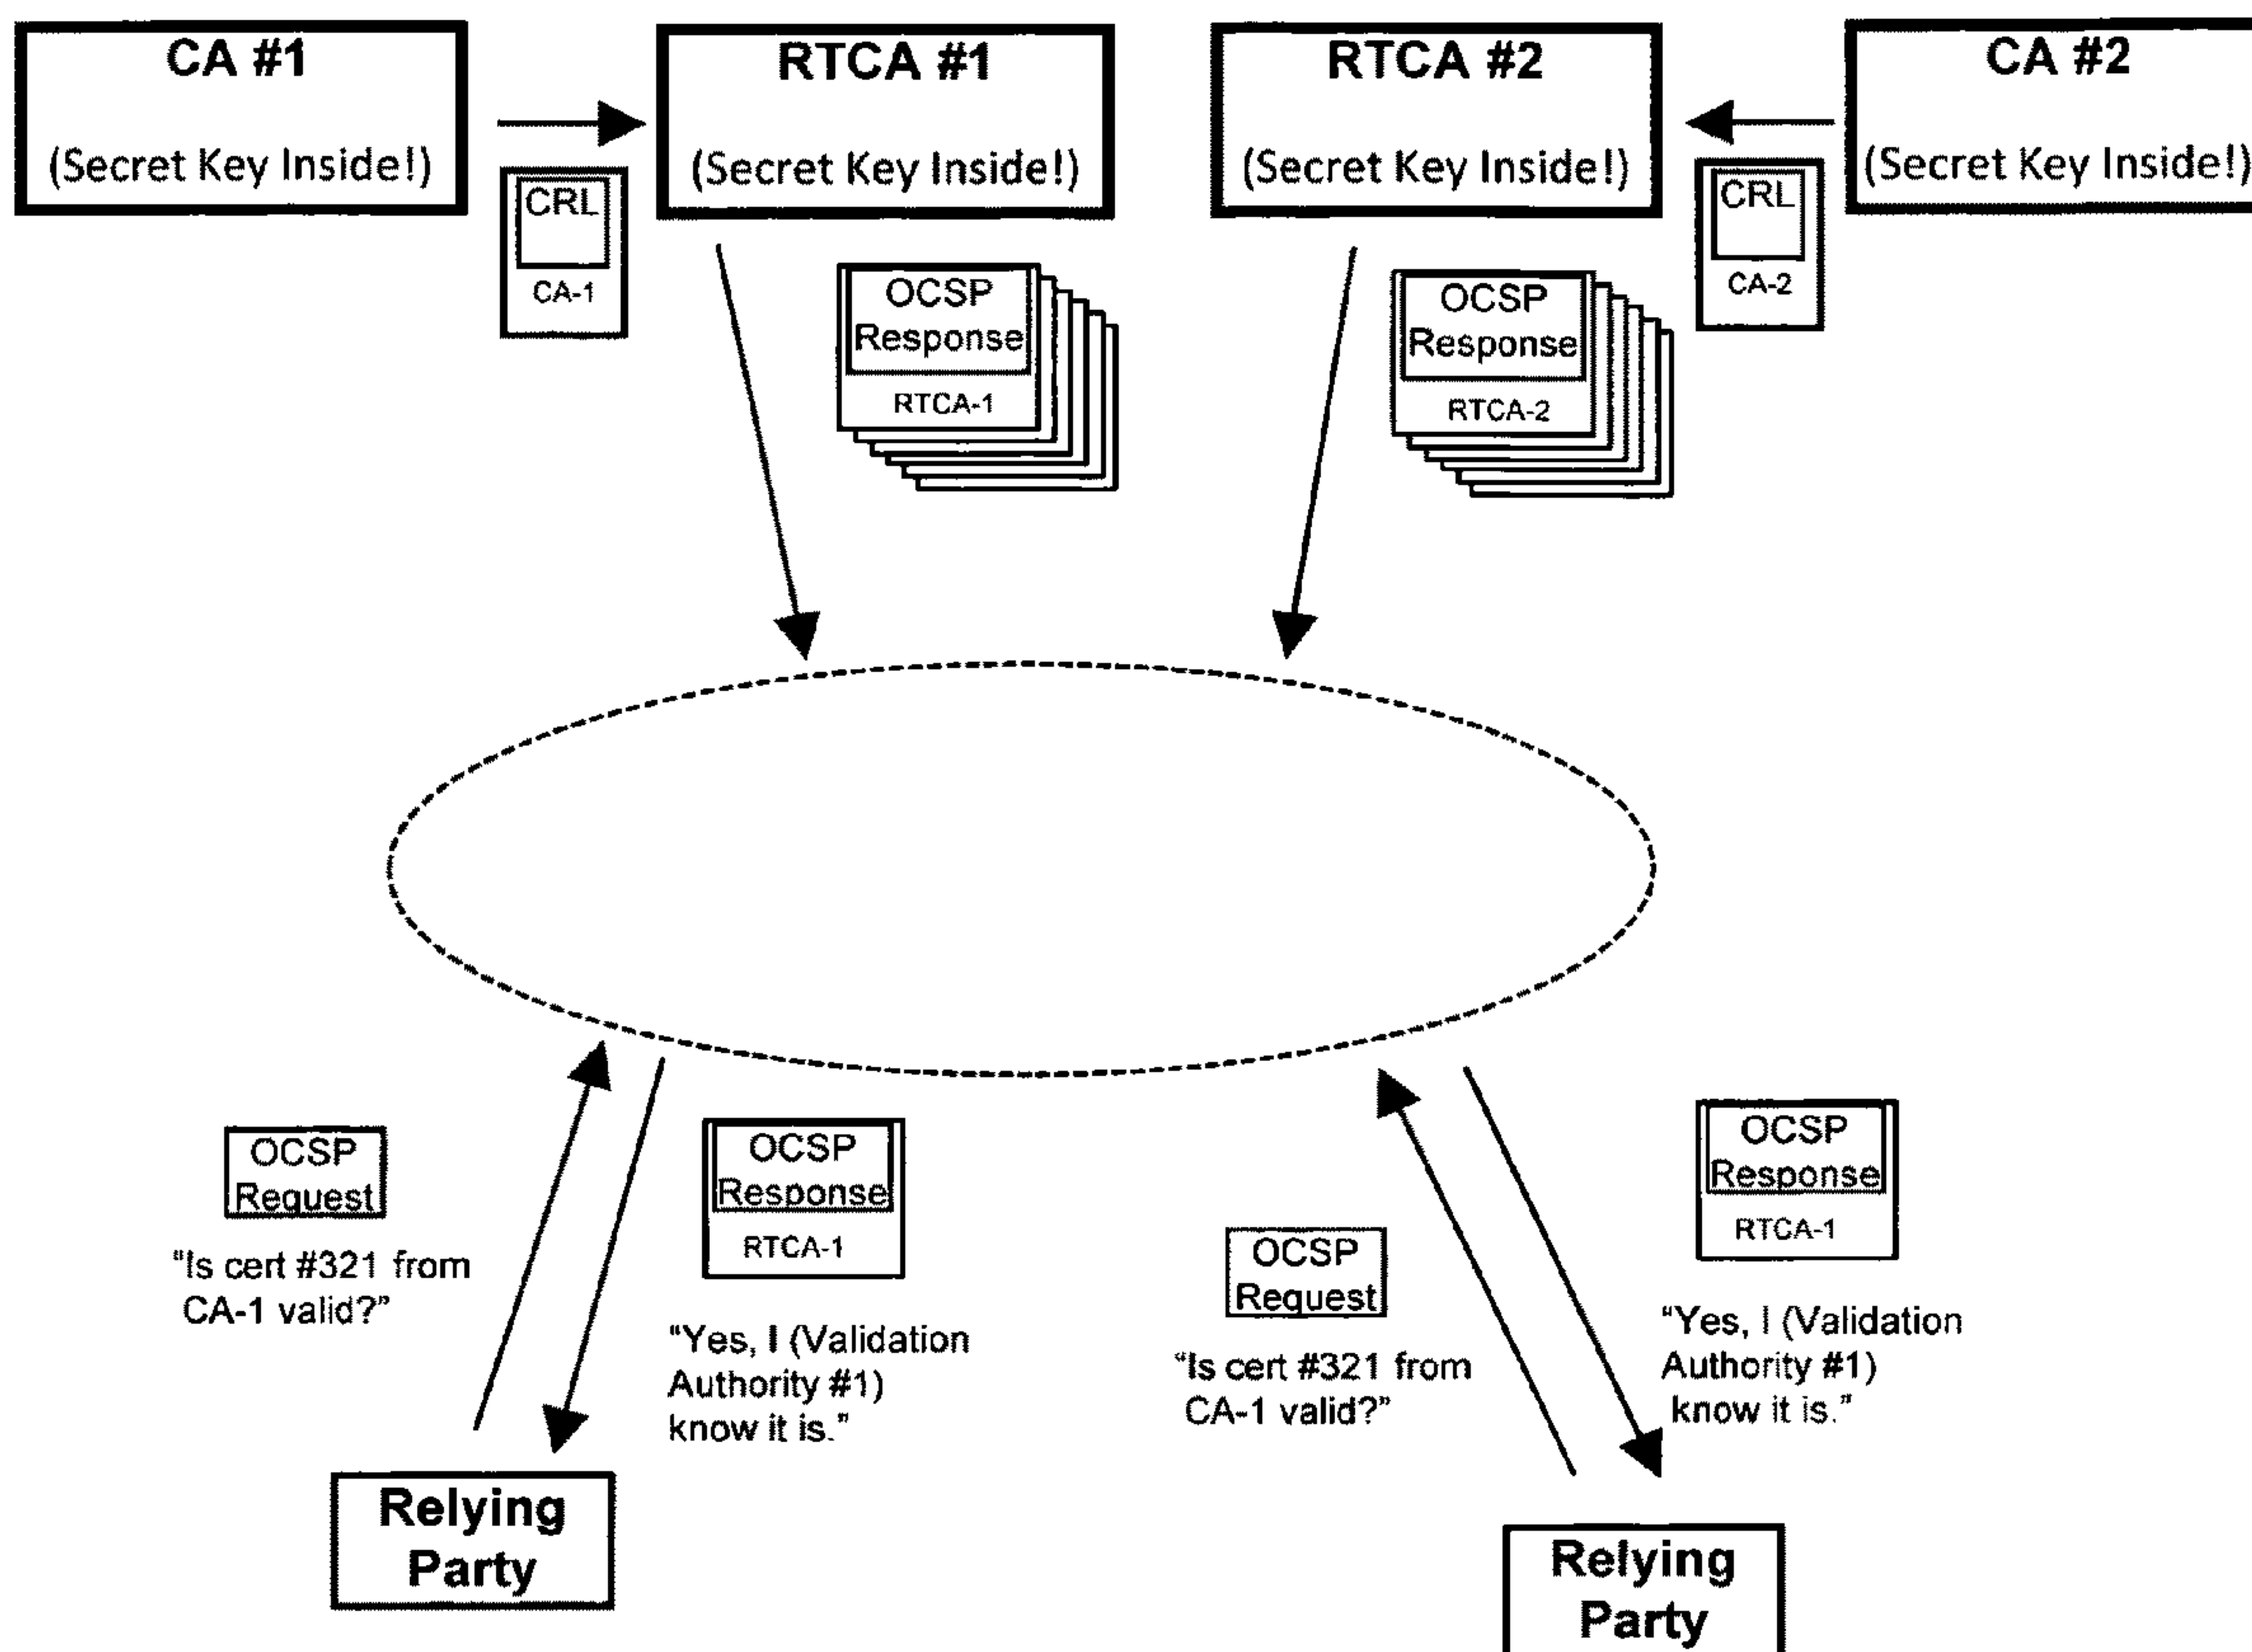 CA #1
(Secret Key Inside!)
RTCA #1
(Secret Key Inside!)
RTCA #2
(Secret Key Inside!)
CA #2
(Secret Key Inside!)
CRL
CA-1
OCSP
Response
RTCA-1
OCSP
Response
RTCA-2
CRL
CA-2
OCSP
Request
"Is cert #321 from
CA-1 valid?"
OCSP
Response
RTCA-1
"Yes, I (Validation
Authority #1)
know it is."
OCSP
Request
"Is cert #321 from
CA-1 valid?"
OCSP
Response
RTCA-1
"Yes, I (Validation
Authority #1)
know it is."
Relying
Party
Relying
Party